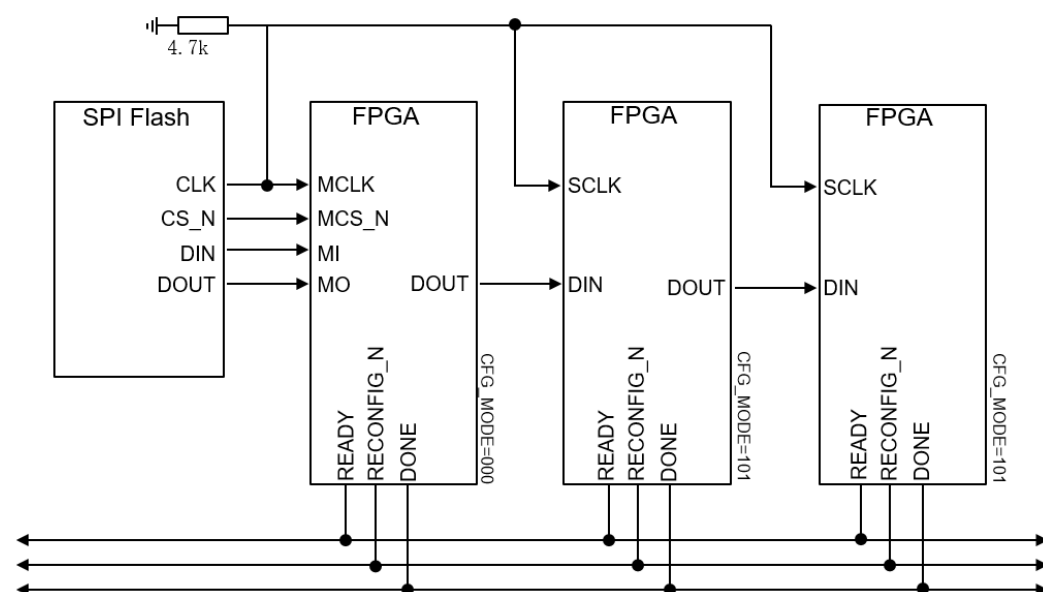 4.7k
SPI Flash
CLK
CS_N
DIN
DOUT
FPGA
MCLK
MCS_N
MI
MO
DOUT
READY
RECONFIG_N
DONE
CFG_MODE=000
FPGA
SCLK
DIN
DOUT
READY
RECONFIG_N
DONE
CFG_MODE=101
FPGA
SCLK
DIN
READY
RECONFIG_N
DONE
CFG_MODE=101